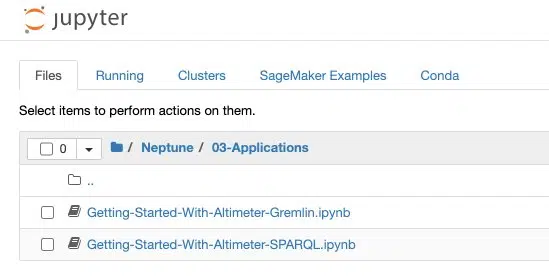 jupyter
Files Running Clusters SageMaker Examples Conda
Select items to perform actions on them.
0 / Neptune / 03-Applications
..
Getting-Started-With-Altimeter-Gremlin.ipynb
Getting-Started-With-Altimeter-SPARQL.ipynb